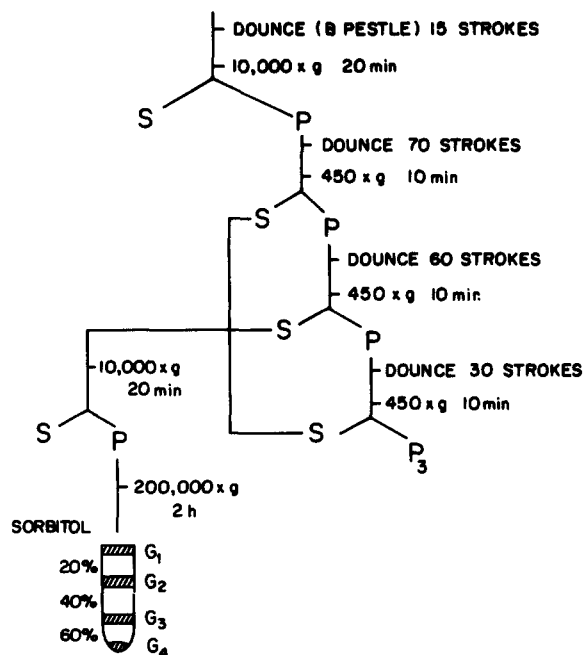 DOUNCE (B PESTLE) 15 STROKES
10,000 x g 20 min
S P
DOUNCE 70 STROKES
450 x g 10 min
S P
DOUNCE 60 STROKES
450 x g 10 min.
S P
10,000 x g
20 min
DOUNCE 30 STROKES
450 x g 10 min
S P
S P₃
200,000 x g
2 h
SORBITOL
G₁
20%
G₂
40%
G₃
60%
G₄